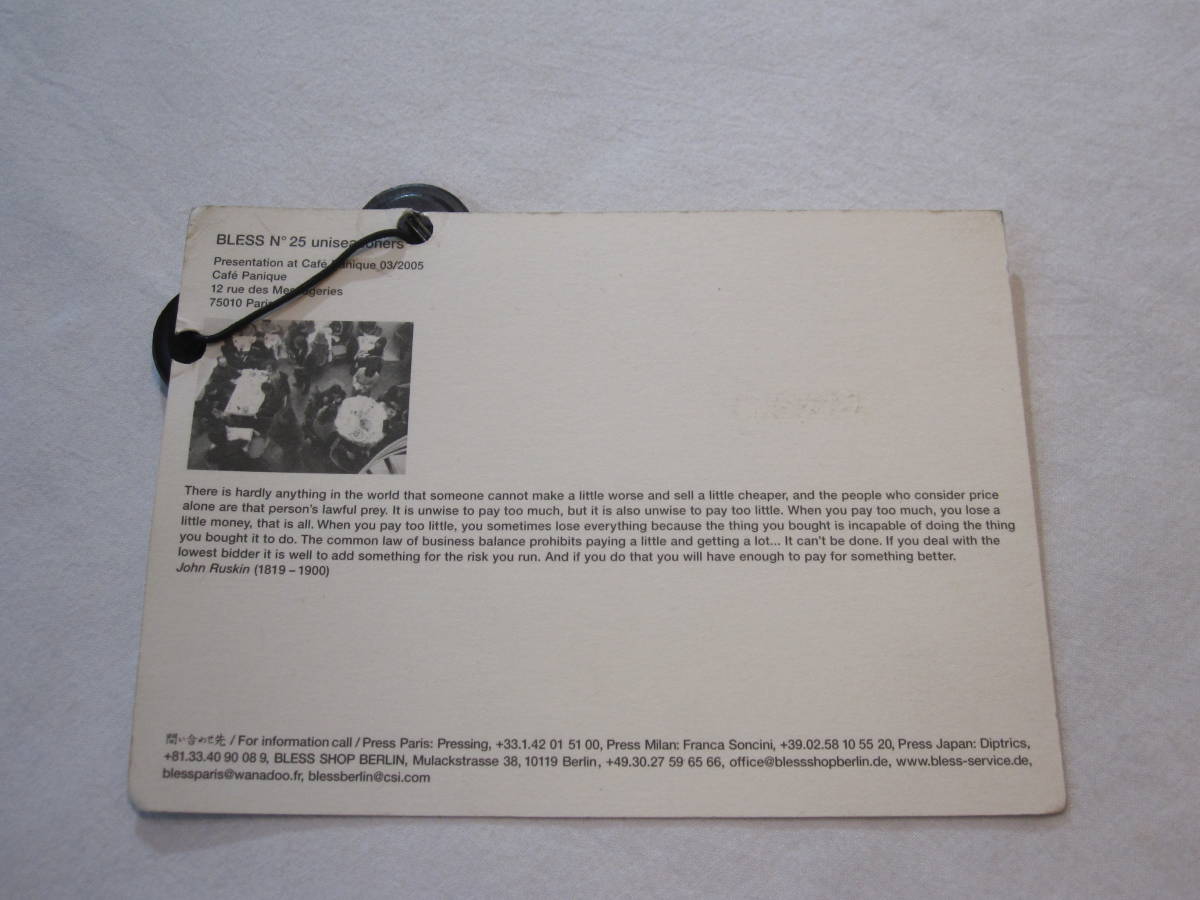 BLESS N° 25 uniseasoners
Presentation at Café Panique 03/2005
Café Panique
12 rue des Messageries
75010 Paris
There is hardly anything in the world that someone cannot make a little worse and sell a little cheaper, and the people who consider price
alone are that person's lawful prey. It is unwise to pay too much, but it is also unwise to pay too little. When you pay too much, you lose a
little money, that is all. When you pay too little, you sometimes lose everything because the thing you bought is incapable of doing the thing
you bought it to do. The common law of business balance prohibits paying a little and getting a lot... It can't be done. If you deal with the
lowest bidder it is well to add something for the risk you run. And if you do that you will have enough to pay for something better.
John Ruskin (1819 – 1900)
問い合わせ先 / For information call / Press Paris: Pressing, +33.1.42 01 51 00, Press Milan: Franca Soncini, +39.02.58 10 55 20, Press Japan: Diptrics,
+81.33.40 90 08 9, BLESS SHOP BERLIN, Mulackstrasse 38, 10119 Berlin, +49.30.27 59 65 66, office@blessshopberlin.de, www.bless-service.de,
blessparis@wanadoo.fr, blessberlin@csi.com